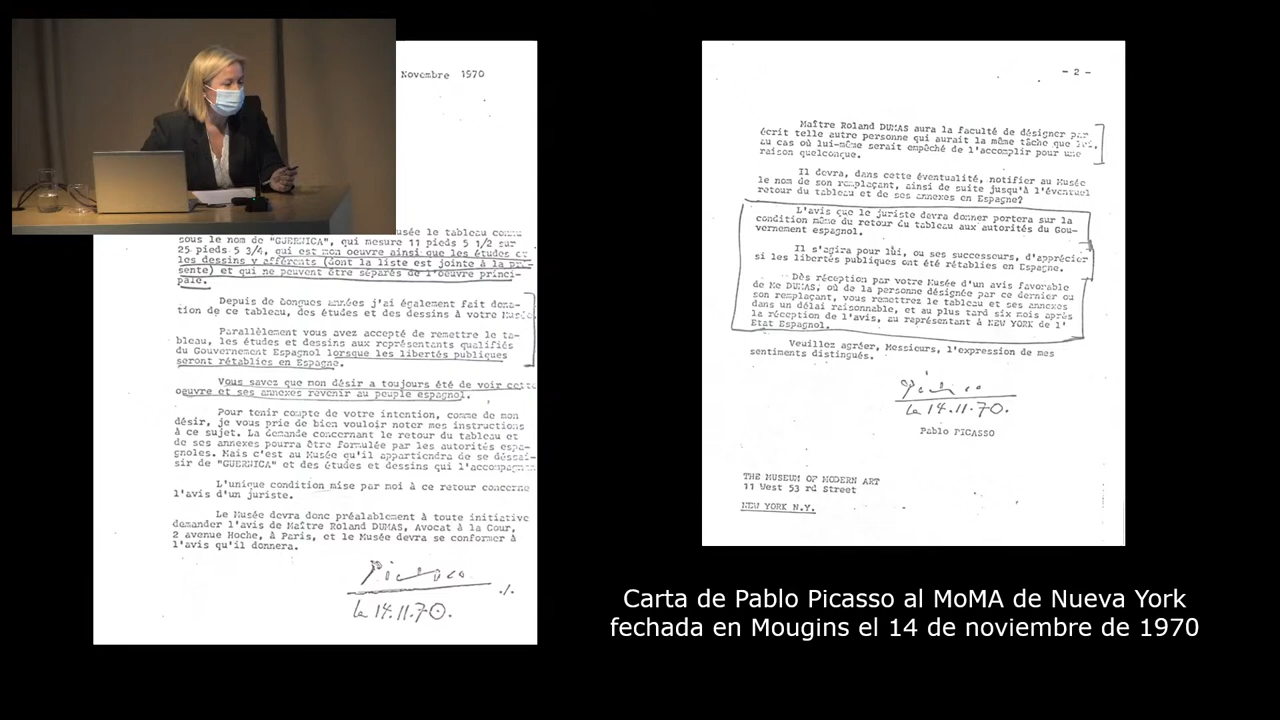 Novembre 1970
usée le tableau connu
sous le nom de "GUERNICA", qui mesure 11 pieds 5 1/2 sur
25 pieds 5 3/4, qui est mon oeuvre ainsi que les études et
les dessins y afférents (dont la liste est jointe à la pré-
sente) et qui ne peuvent être séparés de l'oeuvre princi-
pale.
Depuis de longues années j'ai également fait dona-
tion de ce tableau, des études et des dessins à votre Musée
Parallèlement vous avez accepté de remettre le ta-
bleau, les études et dessins aux représentants qualifiés
du Gouvernement Espagnol lorsque les libertés publiques
seront rétablies en Espagne.
Vous savez que mon désir a toujours été de voir cette
oeuvre et ses annexes revenir au peuple espagnol.
Pour tenir compte de votre intention, comme de mon
désir, je vous prie de bien vouloir noter mes instructions
à ce sujet. La demande concernant le retour du tableau et
de ses annexes pourra être formulée par les autorités espa-
gnoles. Mais c'est au Musée qu'il appartiendra de se déssai-
sir de "GUERNICA" et des études et dessins qui l'accompagnen
L'unique condition mise par moi à ce retour concerne
l'avis d'un juriste.
Le Musée devra donc préalablement à toute initiative
demander l'avis de Maître Roland DUMAS, Avocat à la Cour,
2 avenue Hoche, à Paris, et le Musée devra se conformer à
l'avis qu'il donnera.
Picasso ./.
le 14.11.70.
- 2 -
Maître Roland DUMAS aura la faculté de désigner par
écrit telle autre personne qui aurait la même tâche que lui,
au cas où lui-même serait empêché de l'accomplir pour une
raison quelconque.
Il devra, dans cette éventualité, notifier au Musée
le nom de son remplaçant, ainsi de suite jusqu'à l'éventuel
retour du tableau et de ses annexes en Espagne?
L'avis que le juriste devra donner portera sur la
condition même du retour du tableau aux autorités du Gou-
vernement espagnol.
Il s'agira pour lui, ou ses successeurs, d'apprécier
si les libertés publiques ont été rétablies en Espagne.
Dès réception par votre Musée d'un avis favorable
de Me DUMAS, où de la personne désignée par ce dernier ou
son remplaçant, vous remettrez le tableau et ses annexes
dans un délai raisonnable, et au plus tard six mois après
la réception de l'avis, au représentant à NEW YORK de l'
Etat Espagnol.
Veuillez agréer, Messieurs, l'expression de mes
sentiments distingués.
Picasso
le 14.11.70.
Pablo PICASSO
THE MUSEUM OF MODERN ART
11 West 53 rd Street
NEW YORK N.Y.
Carta de Pablo Picasso al MoMA de Nueva York
fechada en Mougins el 14 de noviembre de 1970